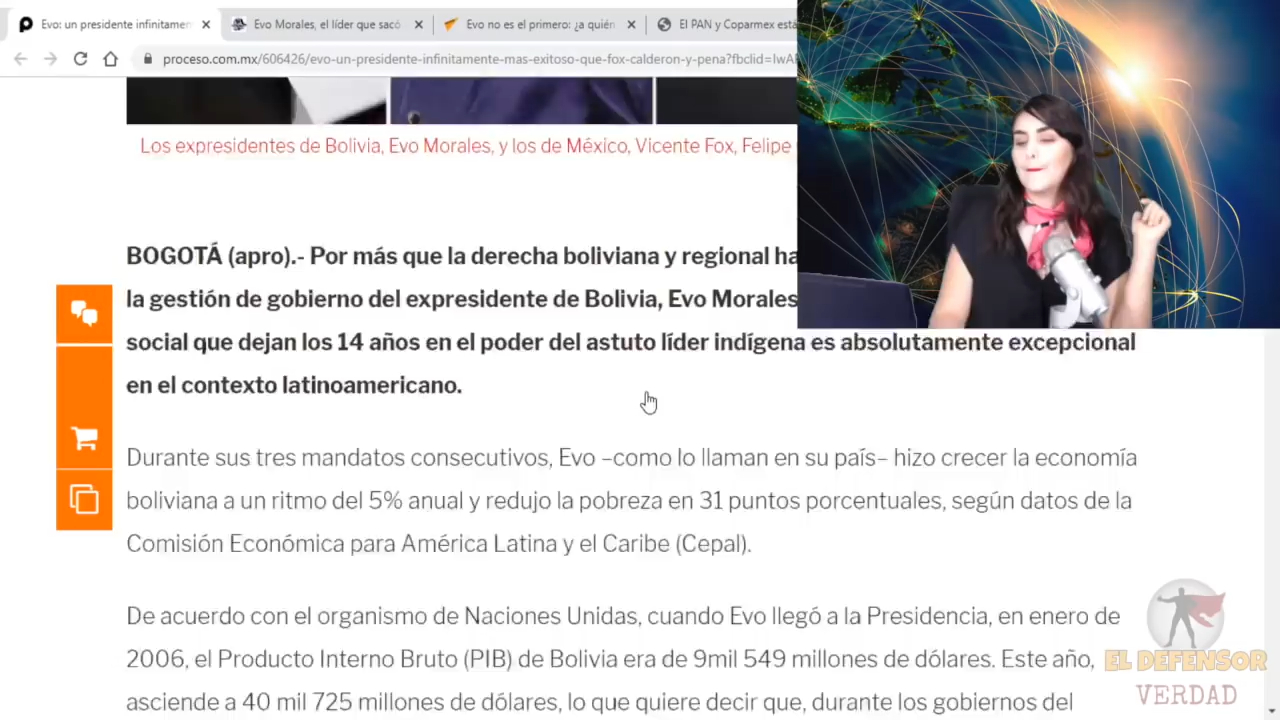 Evo: un presidente infinitamen
Evo Morales, el líder que sacó
Evo no es el primero: ¿a quién
El PAN y Coparmex está
proceso.com.mx/606426/evo-un-presidente-infinitamente-mas-exitoso-que-fox-calderon-y-pena?fbclid=IwAR
Los expresidentes de Bolivia, Evo Morales, y los de México, Vicente Fox, Felipe
BOGOTÁ (apro).- Por más que la derecha boliviana y regional ha
la gestión de gobierno del expresidente de Bolivia, Evo Morales
social que dejan los 14 años en el poder del astuto líder indígena es absolutamente excepcional
en el contexto latinoamericano.
Durante sus tres mandatos consecutivos, Evo –como lo llaman en su país– hizo crecer la economía
boliviana a un ritmo del 5% anual y redujo la pobreza en 31 puntos porcentuales, según datos de la
Comisión Económica para América Latina y el Caribe (Cepal).
De acuerdo con el organismo de Naciones Unidas, cuando Evo llegó a la Presidencia, en enero de
2006, el Producto Interno Bruto (PIB) de Bolivia era de 9mil 549 millones de dólares. Este año,
asciende a 40 mil 725 millones de dólares, lo que quiere decir que, durante los gobiernos del
EL DEFENSOR
VERDAD